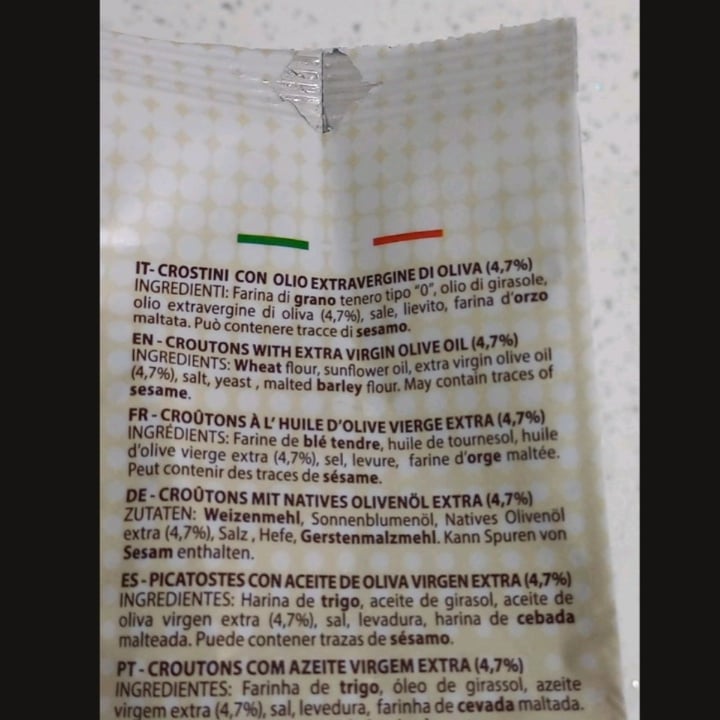 IT- CROSTINI CON OLIO EXTRAVERGINE DI OLIVA (4,7%)
INGREDIENTI: Farina di grano tenero tipo "0", olio di girasole,
olio extravergine di oliva (4,7%), sale, lievito, farina d'orzo
maltata. Può contenere tracce di sesamo.
EN - CROUTONS WITH EXTRA VIRGIN OLIVE OIL (4,7%)
INGREDIENTS: Wheat flour, sunflower oil, extra virgin olive oil
(4,7%), salt, yeast , malted barley flour. May contain traces of
sesame.
FR - CROÛTONS À L' HUILE D'OLIVE VIERGE EXTRA (4,7%)
INGRÉDIENTS: Farine de blé tendre, huile de tournesol, huile
d'olive vierge extra (4,7%), sel, levure, farine d'orge maltée.
Peut contenir des traces de sésame.
DE - CROÛTONS MIT NATIVES OLIVENÖL EXTRA (4,7%)
ZUTATEN: Weizenmehl, Sonnenblumenöl, Natives Olivenöl
extra (4,7%), Salz , Hefe, Gerstenmalzmehl. Kann Spuren von
Sesam enthalten.
ES - PICATOSTES CON ACEITE DE OLIVA VIRGEN EXTRA (4,7%)
INGREDIENTES: Harina de trigo, aceite de girasol, aceite de
oliva virgen extra (4,7%), sal, levadura, harina de cebada
malteada. Puede contener trazas de sésamo.
PT - CROUTONS COM AZEITE VIRGEM EXTRA (4,7%)
INGREDIENTES: Farinha de trigo, óleo de girassol, azeite
virgem extra (4,7%), sal, levedura, farinha de cevada maltada.